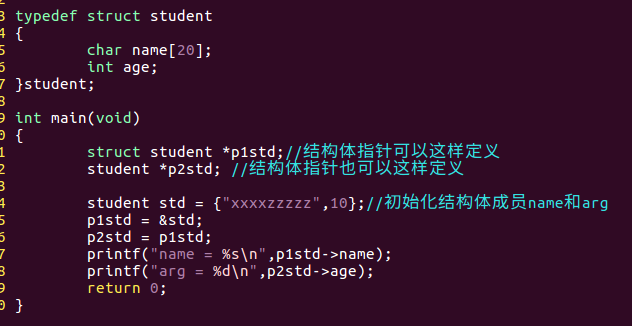 3 typedef struct student
4 {
5         char name[20];
6         int age;
7 }student;
8
9 int main(void)
0 {
1         struct student *p1std;//结构体指针可以这样定义
2         student *p2std; //结构体指针也可以这样定义
3
4         student std = {"xxxxzzzzz",10};//初始化结构体成员name和arg
5         p1std = &std;
6         p2std = p1std;
7         printf("name = %s\n",p1std->name);
8         printf("arg = %d\n",p2std->age);
9         return 0;
0 }